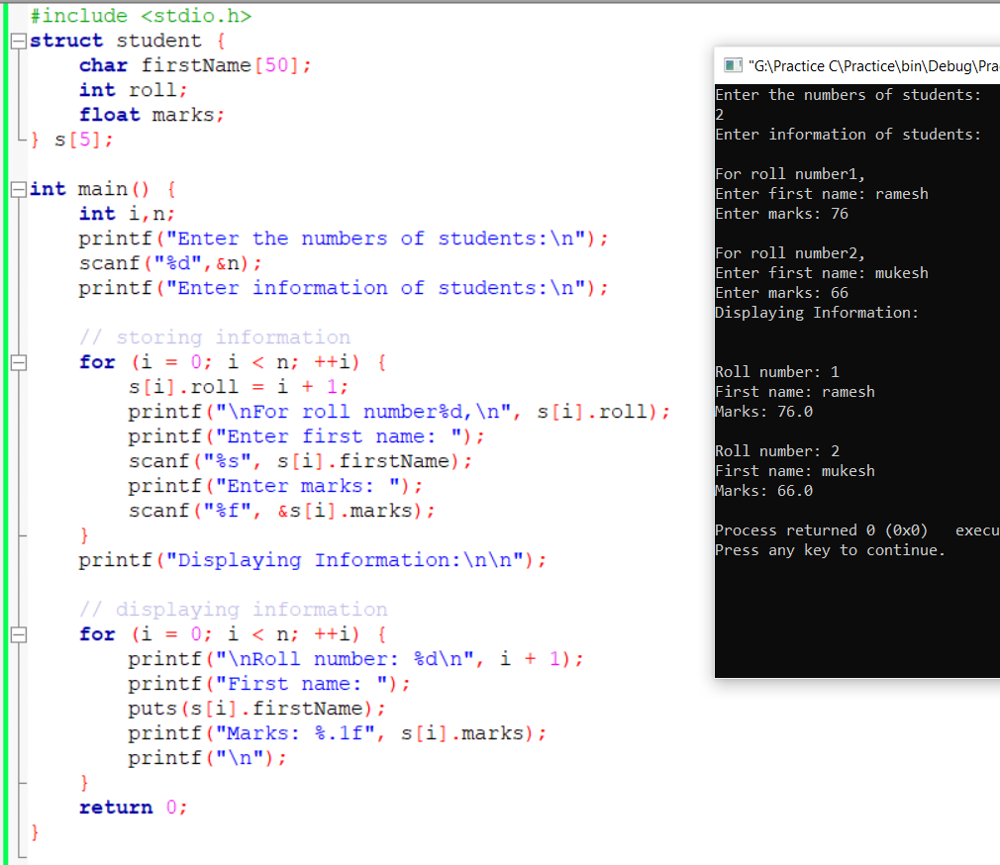 #include <stdio.h>
struct student {
    char firstName[50];
    int roll;
    float marks;
} s[5];

int main() {
    int i,n;
    printf("Enter the numbers of students:\n");
    scanf("%d",&n);
    printf("Enter information of students:\n");

    // storing information
    for (i = 0; i < n; ++i) {
        s[i].roll = i + 1;
        printf("\nFor roll number%d,\n", s[i].roll);
        printf("Enter first name: ");
        scanf("%s", s[i].firstName);
        printf("Enter marks: ");
        scanf("%f", &s[i].marks);
    }
    printf("Displaying Information:\n\n");

    // displaying information
    for (i = 0; i < n; ++i) {
        printf("\nRoll number: %d\n", i + 1);
        printf("First name: ");
        puts(s[i].firstName);
        printf("Marks: %.1f", s[i].marks);
        printf("\n");
    }
    return 0;
}
"G:\Practice C\Practice\bin\Debug\Pra
Enter the numbers of students:
2
Enter information of students:

For roll number1,
Enter first name: ramesh
Enter marks: 76

For roll number2,
Enter first name: mukesh
Enter marks: 66
Displaying Information:


Roll number: 1
First name: ramesh
Marks: 76.0

Roll number: 2
First name: mukesh
Marks: 66.0

Process returned 0 (0x0)   execu
Press any key to continue.